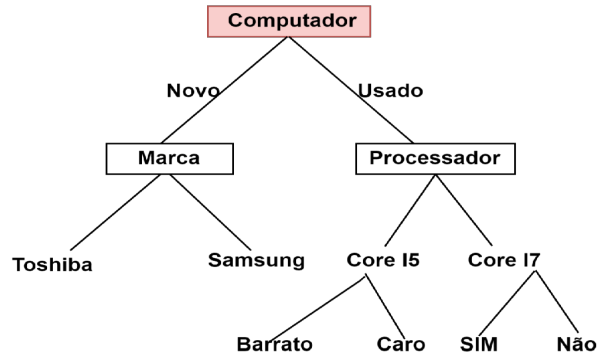 Computador
Novo
Usado
Marca
Processador
Toshiba
Samsung
Core I5
Core I7
Barrato
Caro
SIM
Não